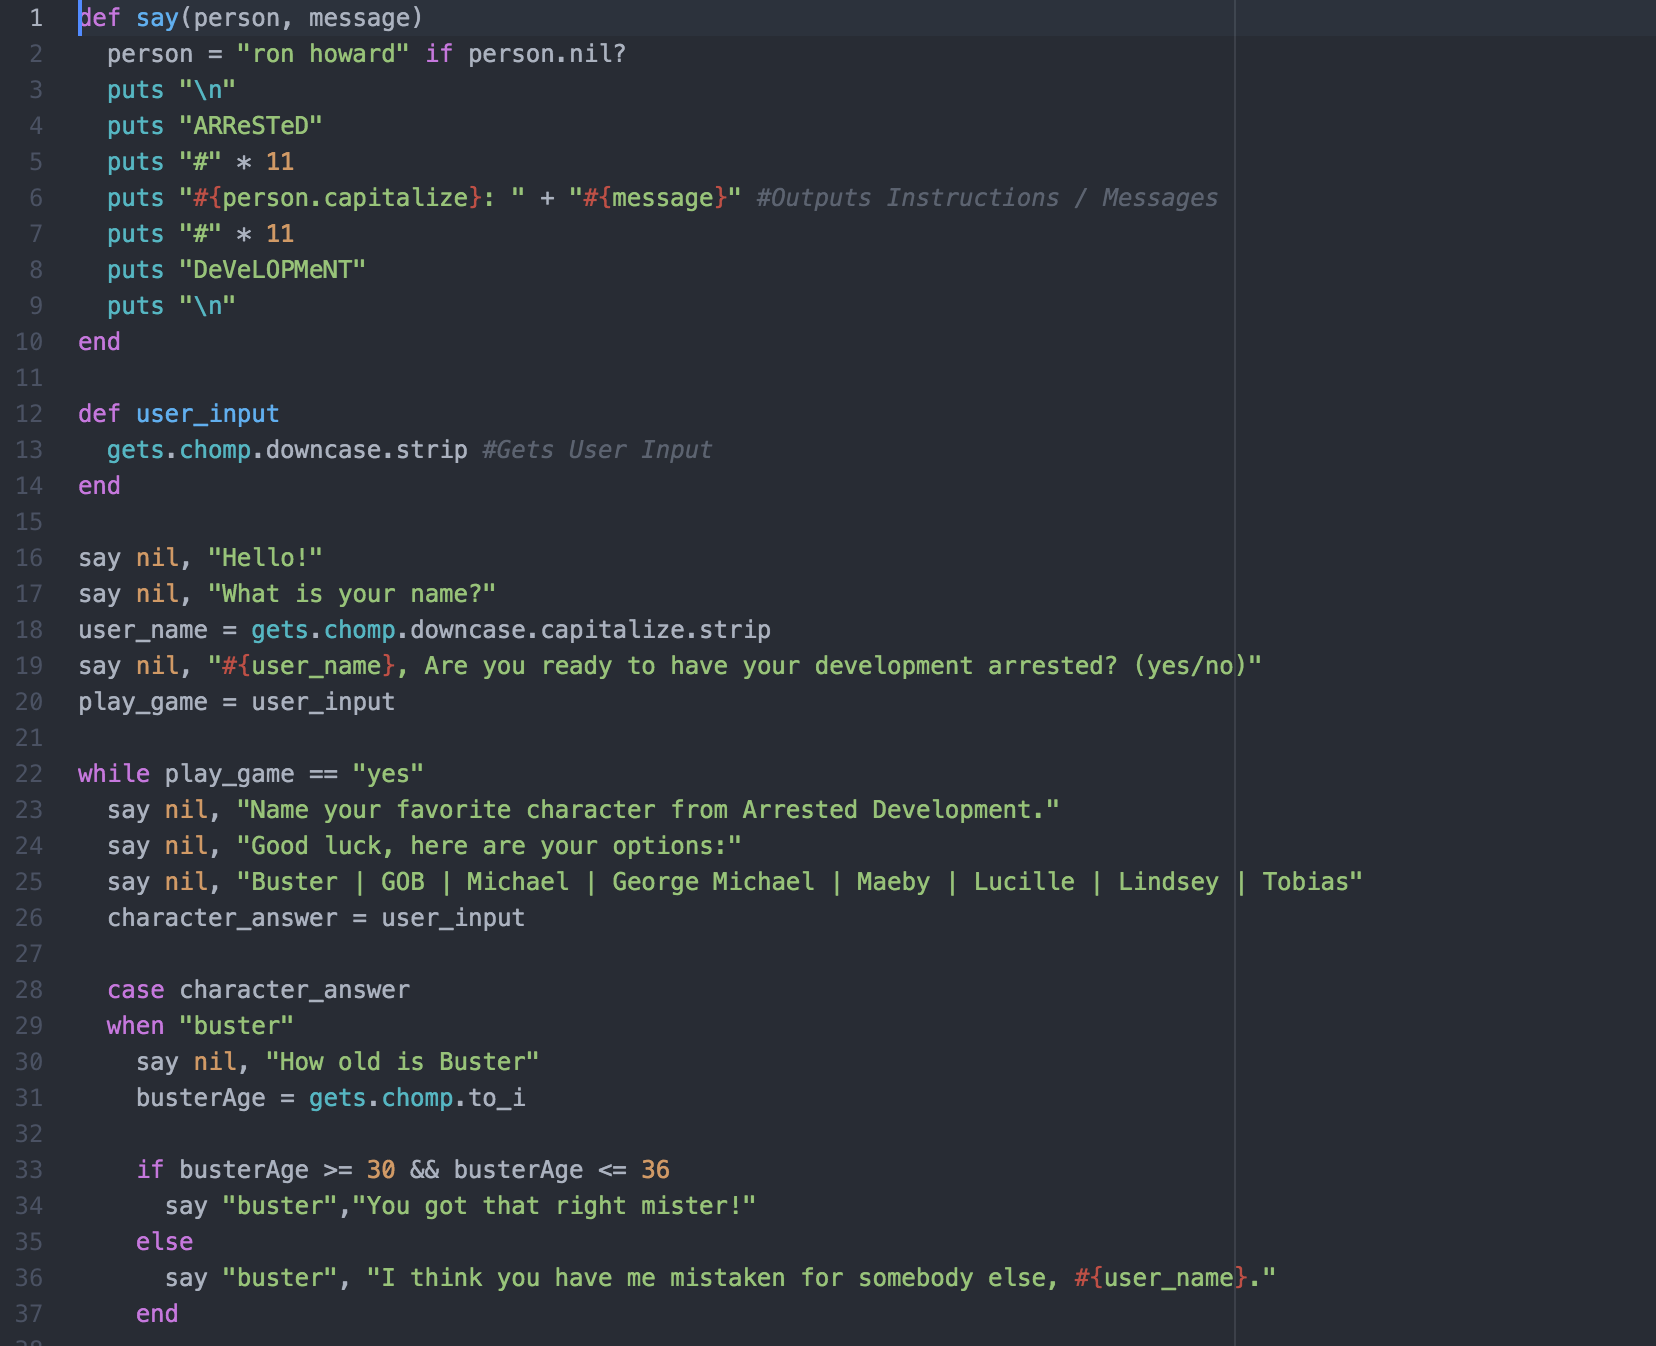 1 def say(person, message)
2   person = "ron howard" if person.nil?
3   puts "\n"
4   puts "ARReSTeD"
5   puts "#" * 11
6   puts "#{person.capitalize}: " + "#{message}" #Outputs Instructions / Messages
7   puts "#" * 11
8   puts "DeVeLOPMeNT"
9   puts "\n"
10 end
11
12 def user_input
13   gets.chomp.downcase.strip #Gets User Input
14 end
15
16 say nil, "Hello!"
17 say nil, "What is your name?"
18 user_name = gets.chomp.downcase.capitalize.strip
19 say nil, "#{user_name}, Are you ready to have your development arrested? (yes/no)"
20 play_game = user_input
21
22 while play_game == "yes"
23   say nil, "Name your favorite character from Arrested Development."
24   say nil, "Good luck, here are your options:"
25   say nil, "Buster | GOB | Michael | George Michael | Maeby | Lucille | Lindsey | Tobias"
26   character_answer = user_input
27
28   case character_answer
29   when "buster"
30     say nil, "How old is Buster"
31     busterAge = gets.chomp.to_i
32
33     if busterAge >= 30 && busterAge <= 36
34       say "buster","You got that right mister!"
35     else
36       say "buster", "I think you have me mistaken for somebody else, #{user_name}."
37     end